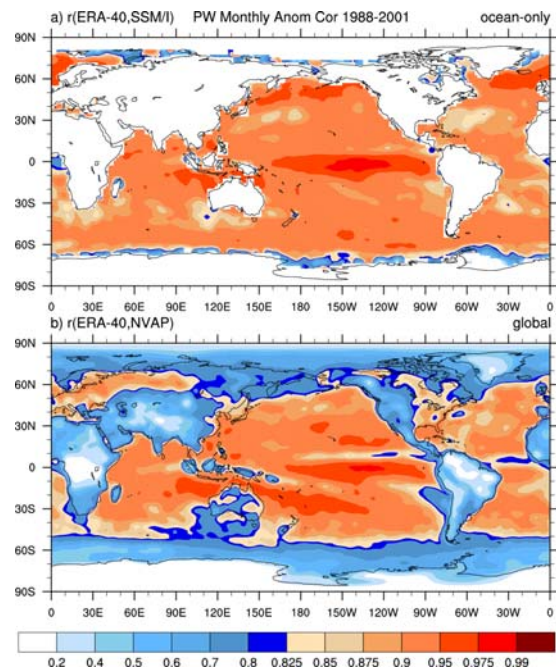 a) r(ERA-40,SSM/I) PW Monthly Anom Cor 1988-2001 ocean-only
90N
60N
30N
0
30S
60S
90S
0 30E 60E 90E 120E 150E 180 150W 120W 90W 60W 30W 0
b) r(ERA-40,NVAP) global
90N
60N
30N
0
30S
60S
90S
0 30E 60E 90E 120E 150E 180 150W 120W 90W 60W 30W 0
0.2 0.4 0.5 0.6 0.7 0.8 0.825 0.85 0.875 0.9 0.95 0.975 0.99